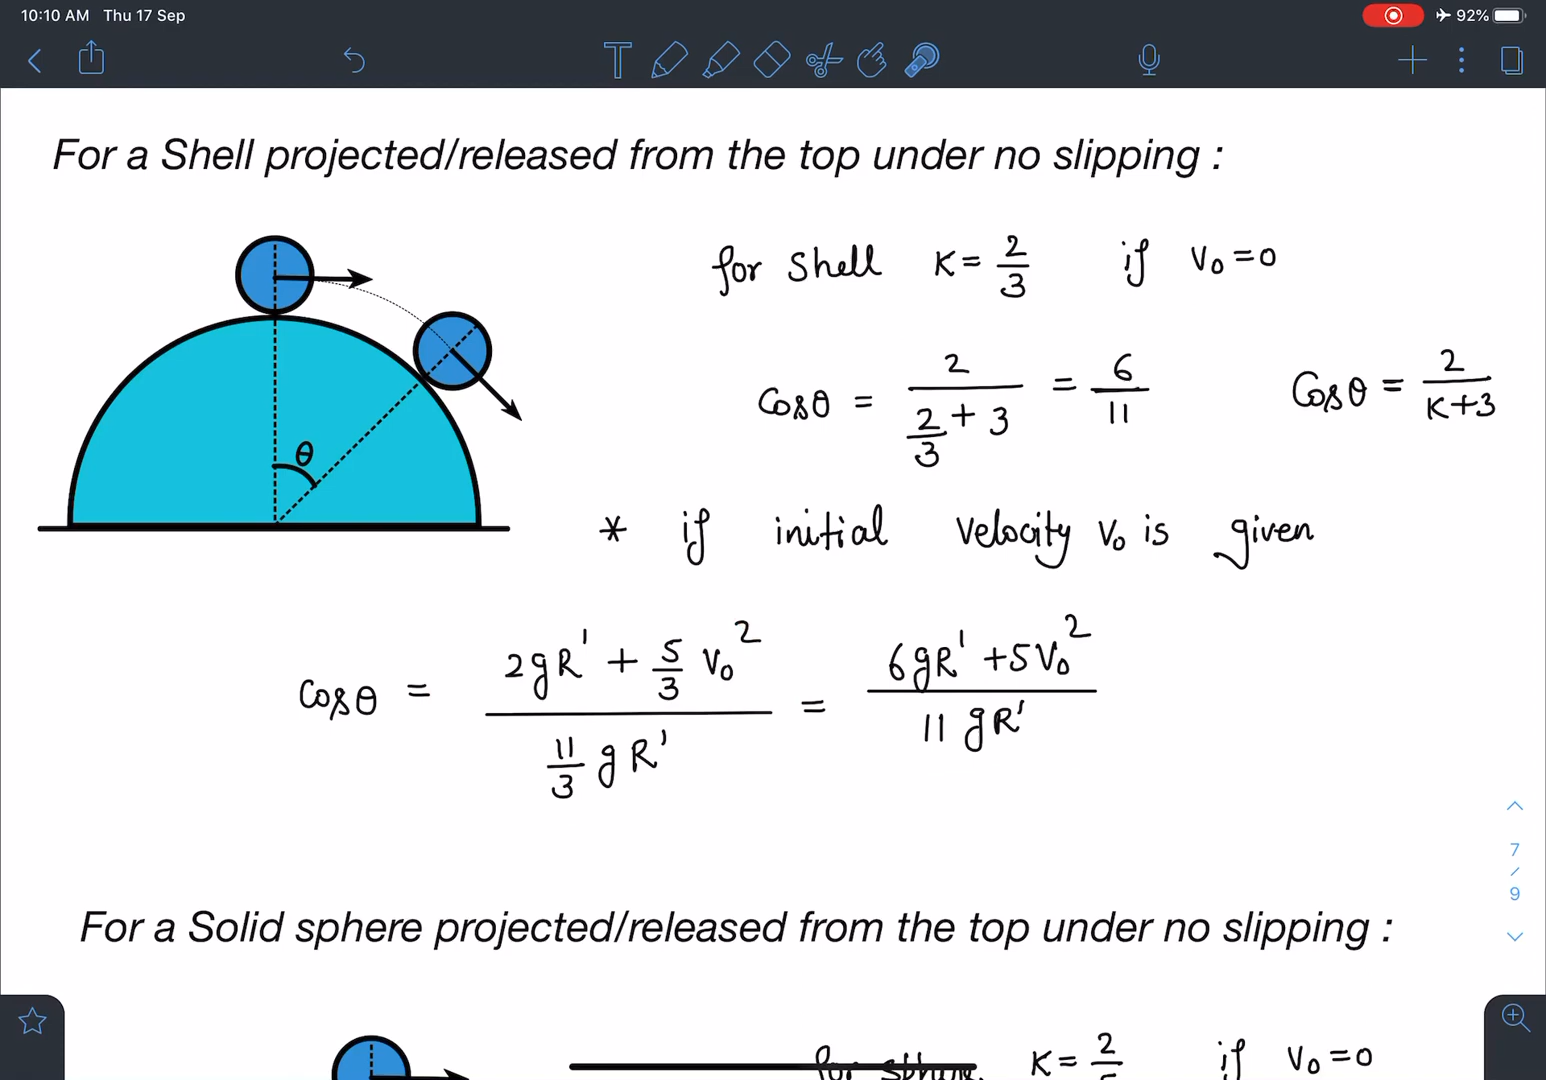 10:10 AM Thu 17 Sep
92%
T
For a Shell projected/released from the top under no slipping :
for shell K = 2/3 if v₀ = 0
Cosθ = 2/(2/3 + 3) = 6/11 Cosθ = 2/(K+3)
θ
* if initial velocity v₀ is given
Cosθ = (2gR' + 5/3 v₀²)/(11/3 gR') = (6gR' + 5v₀²)/(11 gR')
7
/
9
For a Solid sphere projected/released from the top under no slipping :
for sphere K = 2/5 if v₀ = 0